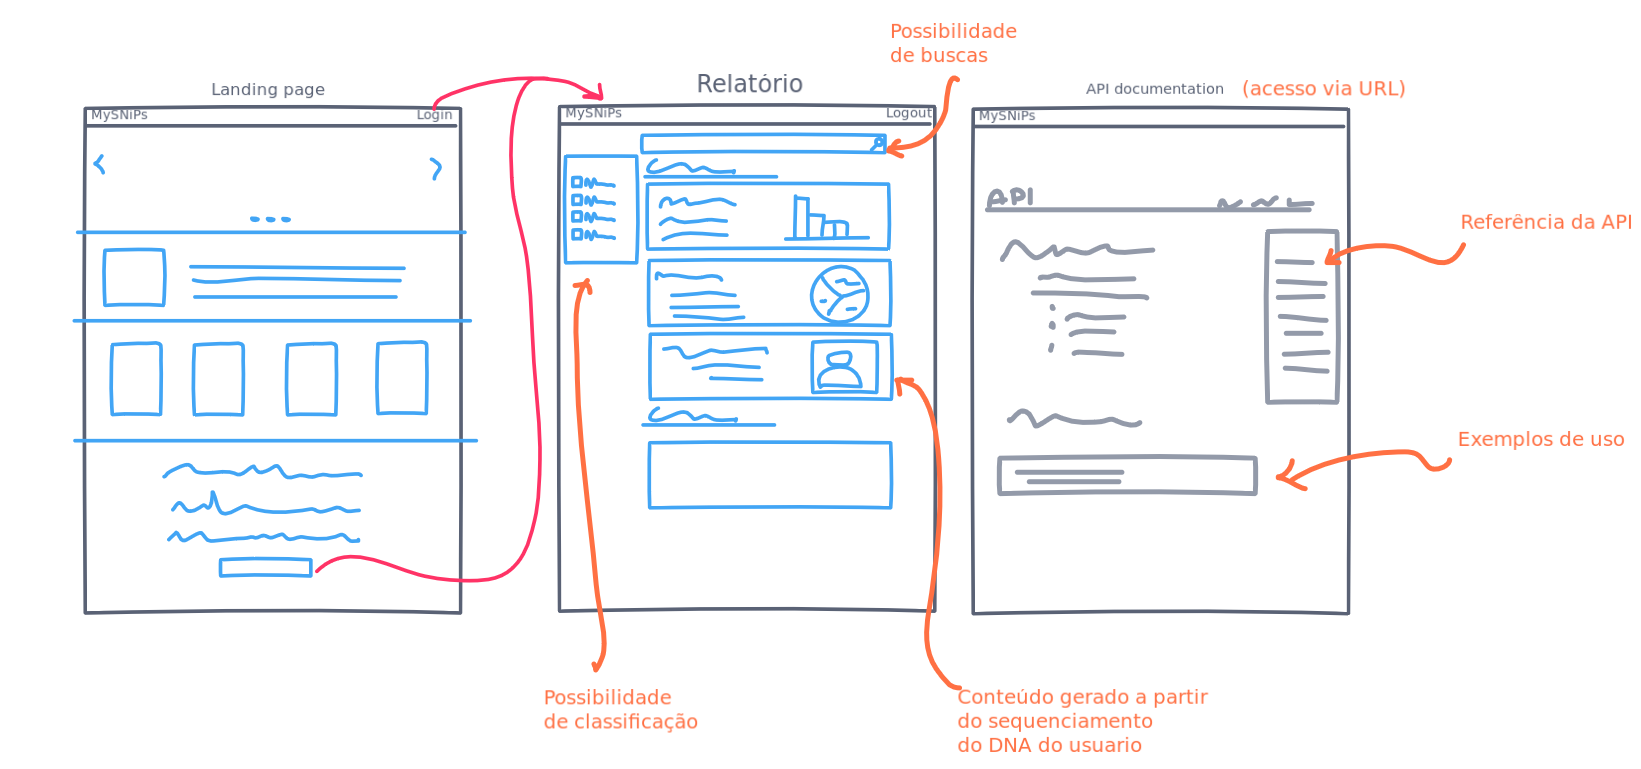 Possibilidade
de buscas
Landing page
Relatório
API documentation
(acesso via URL)
MySNiPs
Login
MySNiPs
Logout
MySNiPs
API
Referência da API
Exemplos de uso
Possibilidade
de classificação
Conteúdo gerado a partir
do sequenciamento
do DNA do usuario